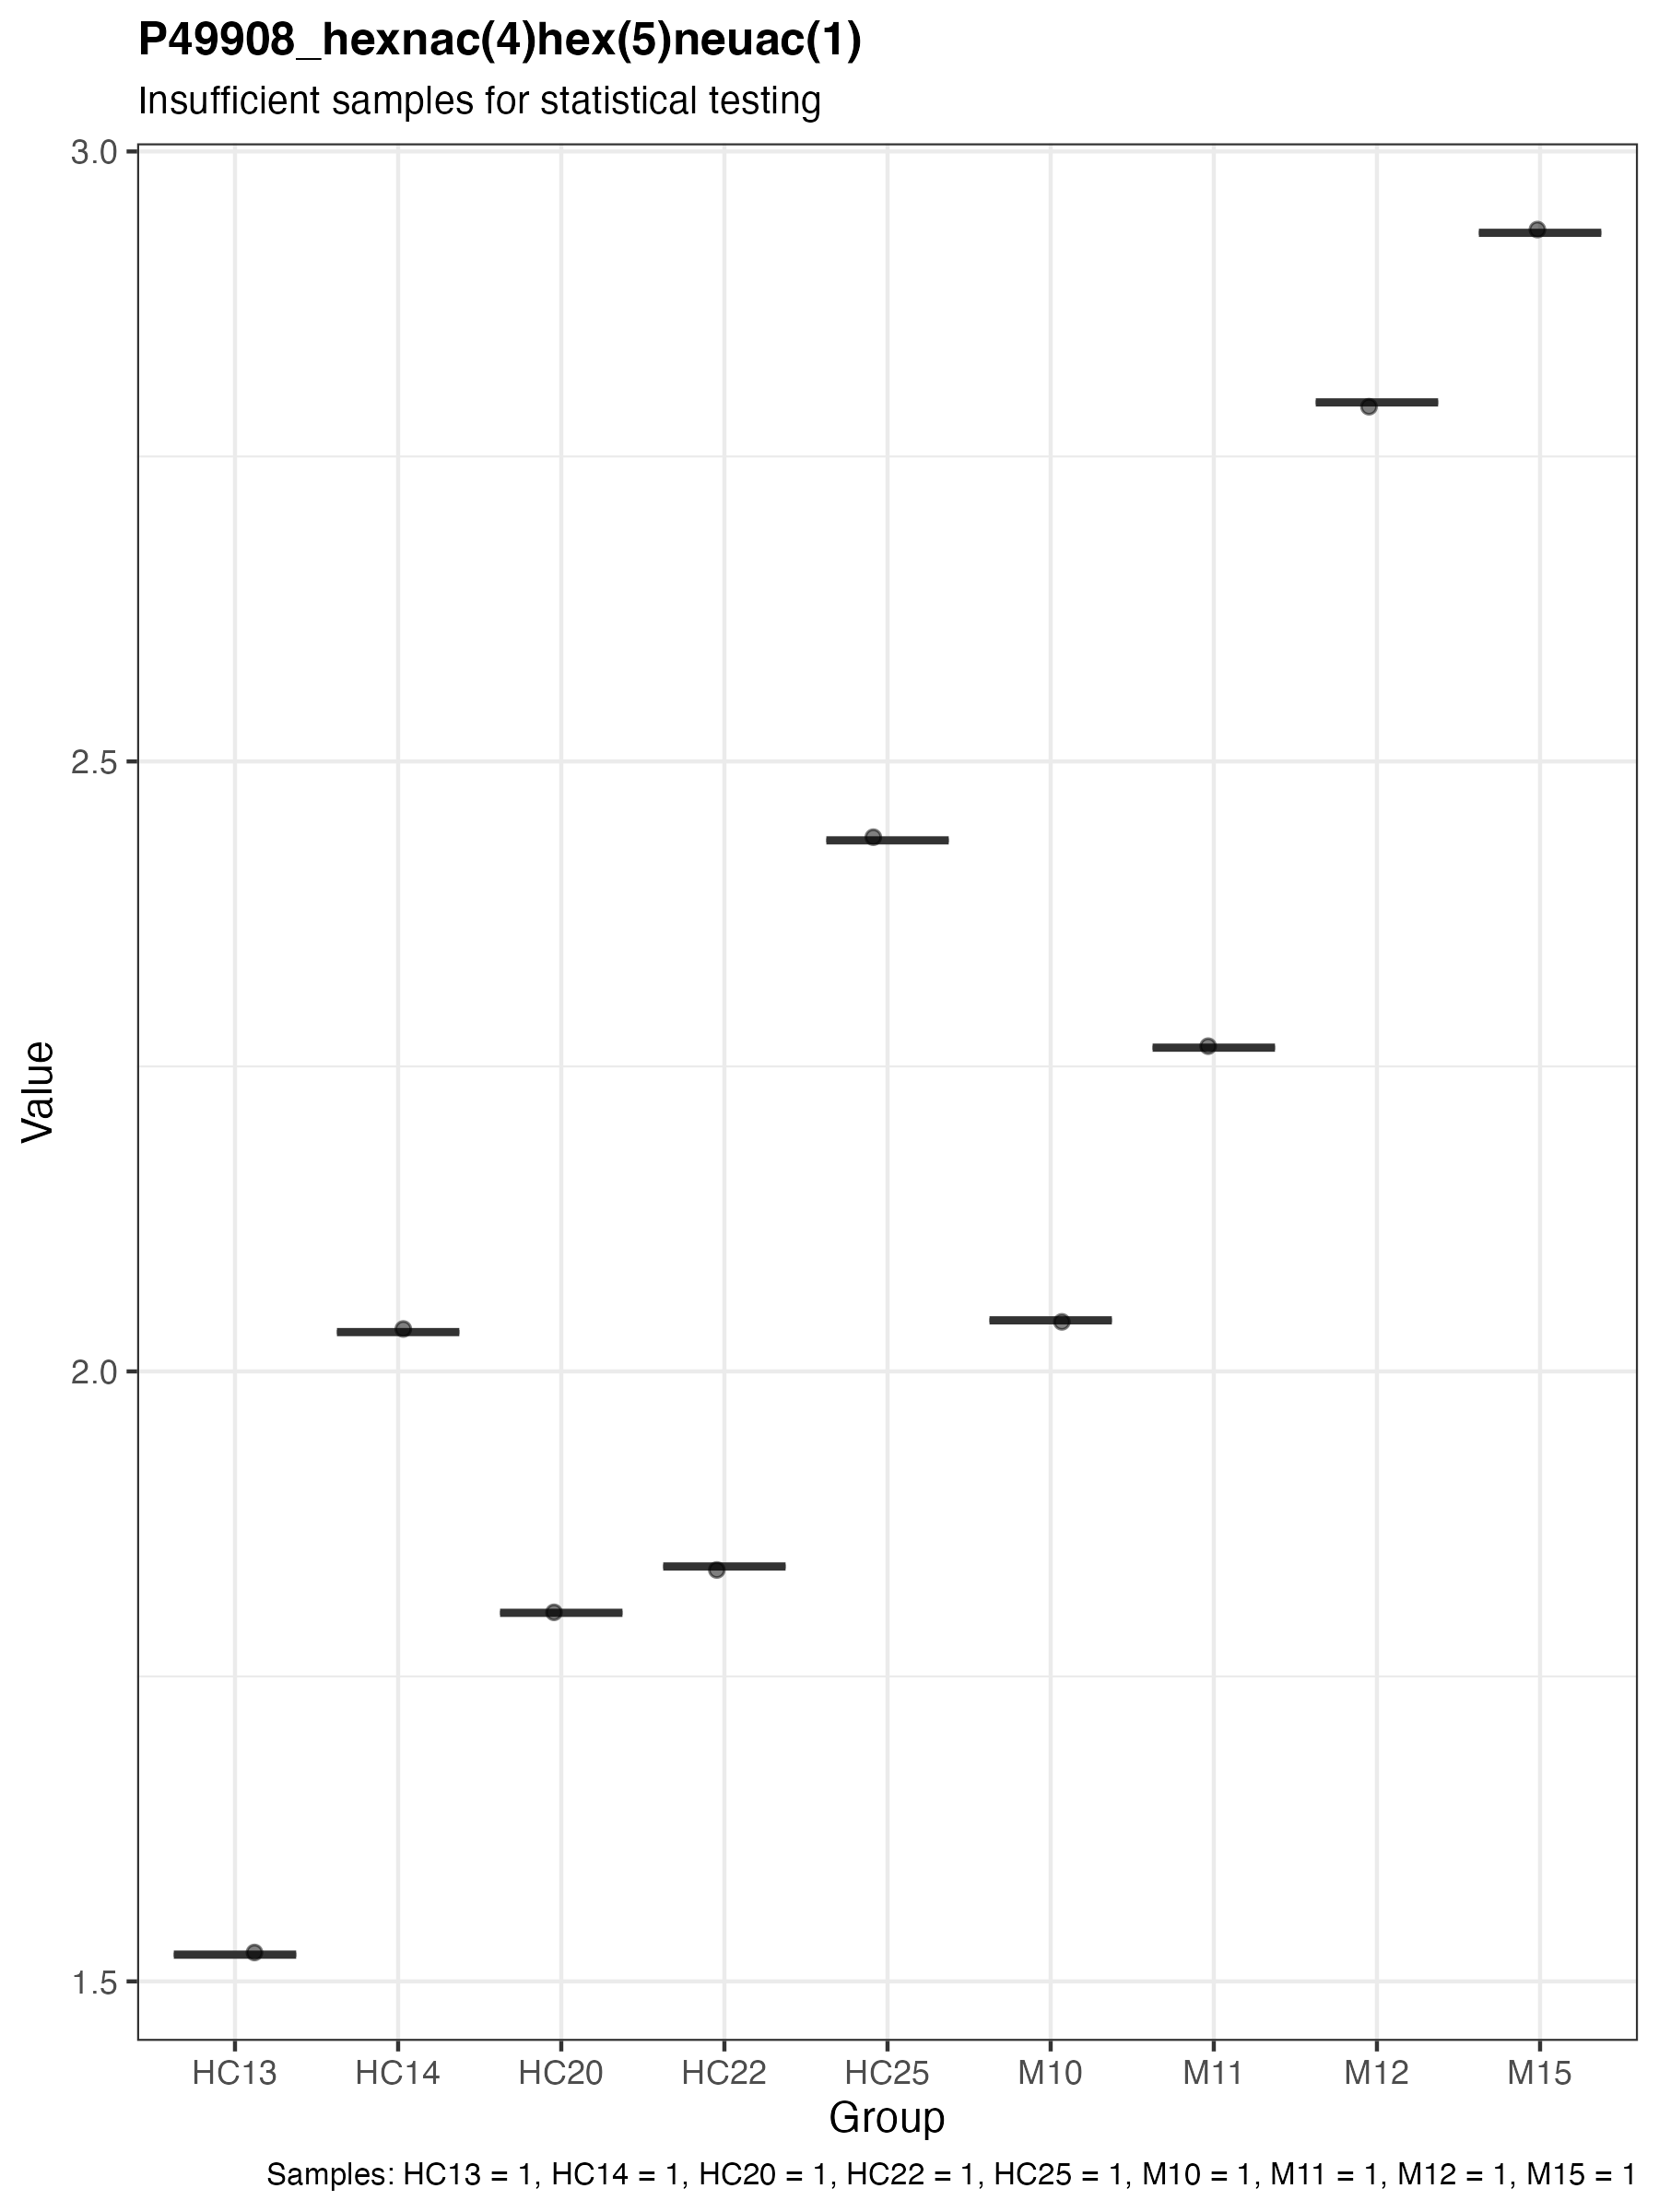 P49908_hexnac(4)hex(5)neuac(1)
Insufficient samples for statistical testing
3.0
2.5
2.0
1.5
Value
HC13 HC14 HC20 HC22 HC25 M10 M11 M12 M15
Group
Samples: HC13 = 1, HC14 = 1, HC20 = 1, HC22 = 1, HC25 = 1, M10 = 1, M11 = 1, M12 = 1, M15 = 1